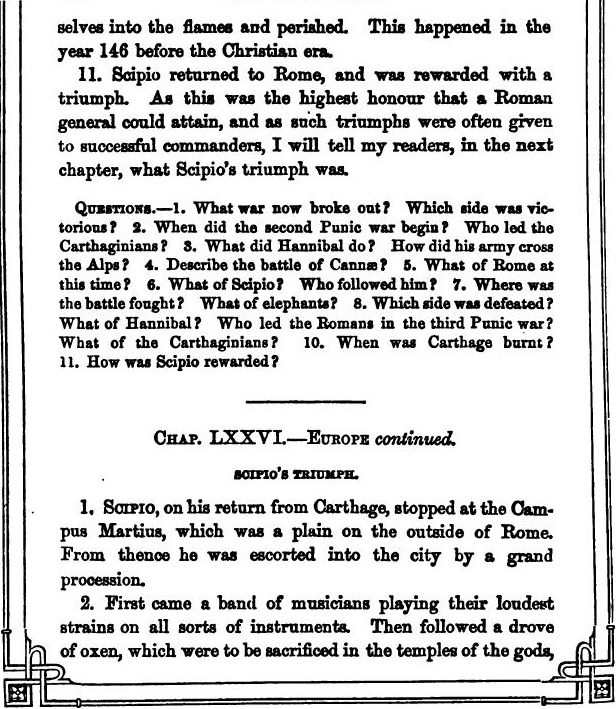 selves into the flames and perished. This happened in the
year 146 before the Christian era.
11. Scipio returned to Rome, and was rewarded with a
triumph. As this was the highest honour that a Roman
general could attain, and as such triumphs were often given
to successful commanders, I will tell my readers, in the next
chapter, what Scipio's triumph was.
QUESTIONS.—1. What war now broke out? Which side was vic-
torious? 2. When did the second Punic war begin? Who led the
Carthaginians? 3. What did Hannibal do? How did his army cross
the Alps? 4. Describe the battle of Cannæ? 5. What of Rome at
this time? 6. What of Scipio? Who followed him? 7. Where was
the battle fought? What of elephants? 8. Which side was defeated?
What of Hannibal? Who led the Romans in the third Punic war?
What of the Carthaginians? 10. When was Carthage burnt?
11. How was Scipio rewarded?
CHAP. LXXVI.—EUROPE continued.
SCIPIO'S TRIUMPH.
1. SCIPIO, on his return from Carthage, stopped at the Cam-
pus Martius, which was a plain on the outside of Rome.
From thence he was escorted into the city by a grand
procession.
2. First came a band of musicians playing their loudest
strains on all sorts of instruments. Then followed a drove
of oxen, which were to be sacrificed in the temples of the gods,